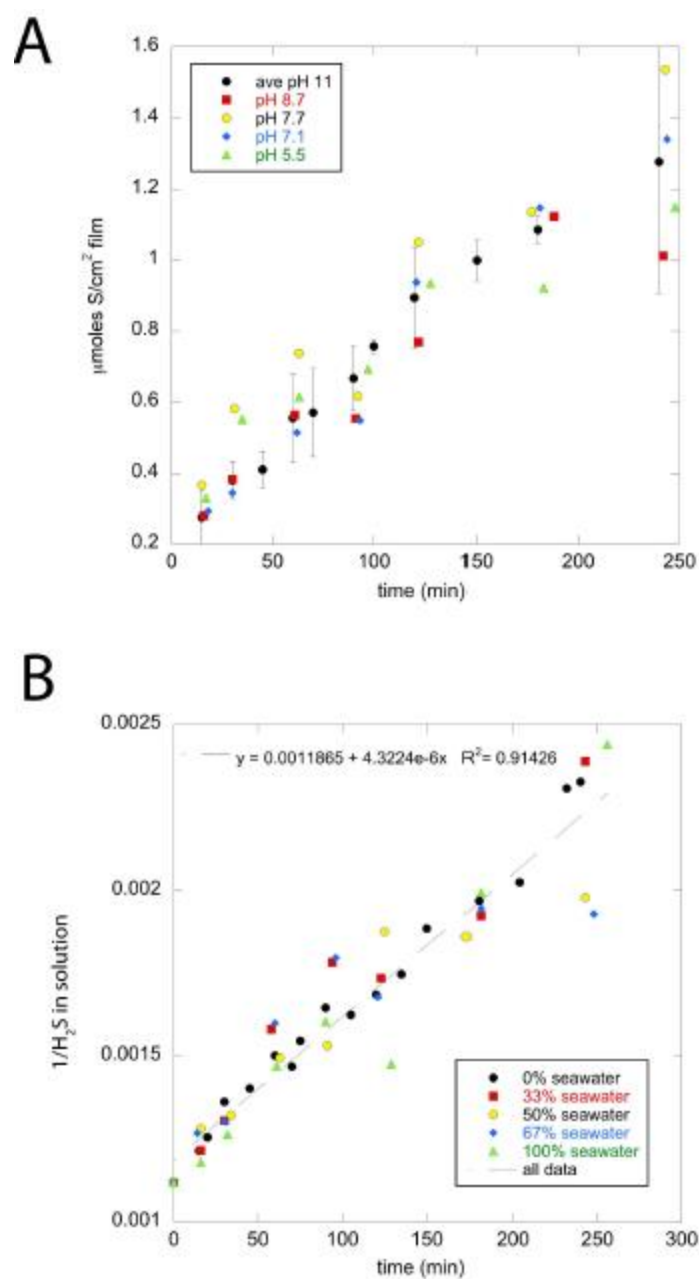 A
1.6
1.4
1.2
1
0.8
0.6
0.4
0.2
μmoles S/cm² film
ave pH 11
pH 8.7
pH 7.7
pH 7.1
pH 5.5
0 50 100 150 200 250
time (min)
B
0.0025
0.002
0.0015
0.001
1/H₂S in solution
y = 0.0011865 + 4.3224e-6x R²= 0.91426
0% seawater
33% seawater
50% seawater
67% seawater
100% seawater
all data
0 50 100 150 200 250 300
time (min)